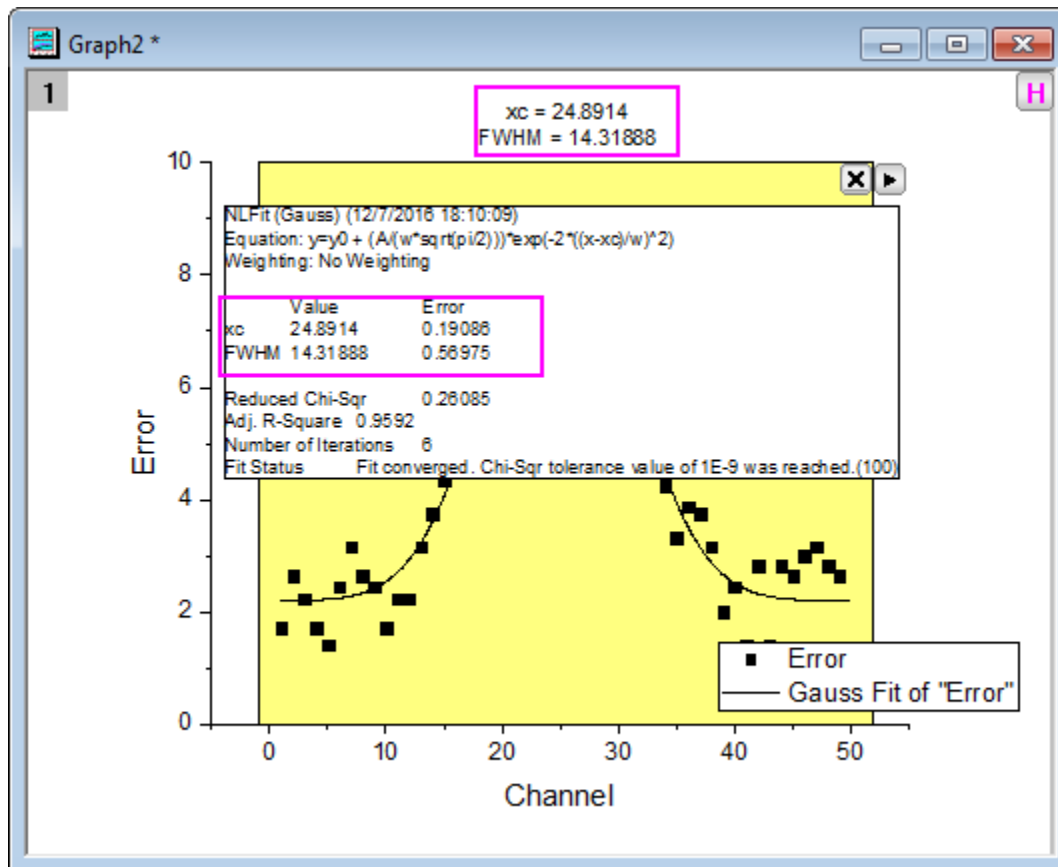 Graph2 *
1
H
xc = 24.8914
FWHM = 14.31888
NLFit (Gauss) (12/7/2016 18:10:09)
Equation: y=y0 + (A/(w*sqrt(pi/2)))*exp(-2*((x-xc)/w)^2)
Weighting: No Weighting
Value Error
xc 24.8914 0.19086
FWHM 14.31888 0.56975
Reduced Chi-Sqr 0.26085
Adj. R-Square 0.9592
Number of Iterations 6
Fit Status Fit converged. Chi-Sqr tolerance value of 1E-9 was reached.(100)
10
8
6
4
2
0
Error
Error
Gauss Fit of "Error"
0 10 20 30 40 50
Channel